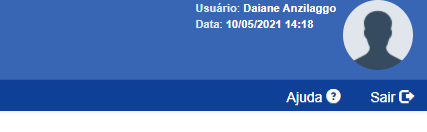 Usuário: Daiane Anzilaggo
Data: 10/05/2021 14:18
Ajuda ? Sair